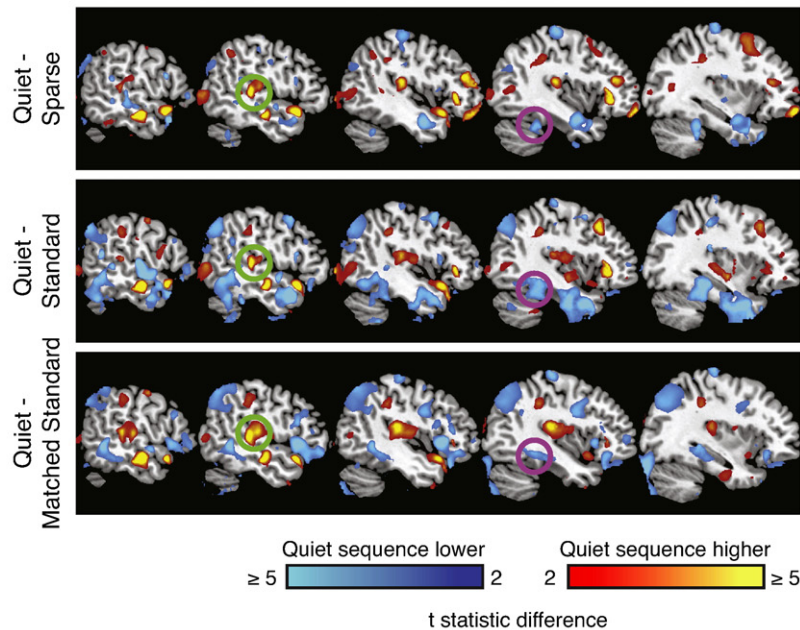 Quiet -
Sparse
Quiet -
Standard
Quiet -
Matched Standard
Quiet sequence lower
Quiet sequence higher
≥ 5
2
2
≥ 5
t statistic difference